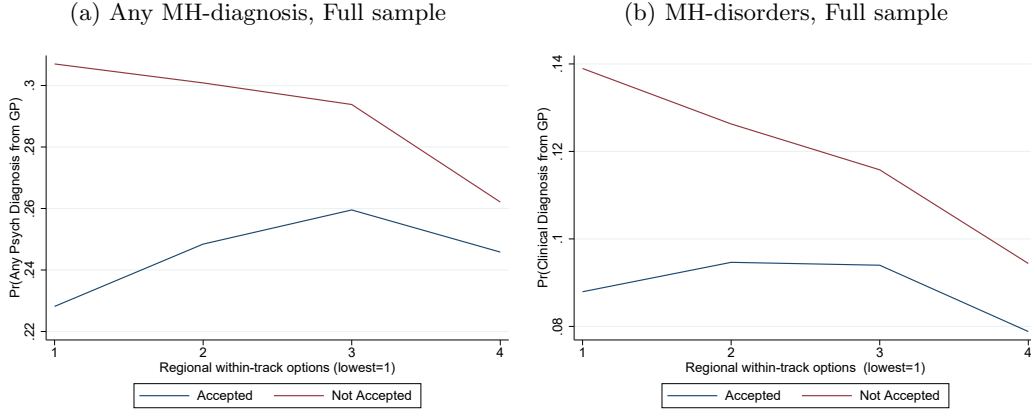 (a) Any MH-diagnosis, Full sample
Pr(Any Psych Diagnosis from GP)
.3
.28
.26
.24
.22
1 2 3 4
Regional within-track options (lowest=1)
Accepted Not Accepted
(b) MH-disorders, Full sample
Pr(Clinical Diagnosis from GP)
.14
.12
.1
.08
1 2 3 4
Regional within-track options  (lowest=1)
Accepted Not Accepted